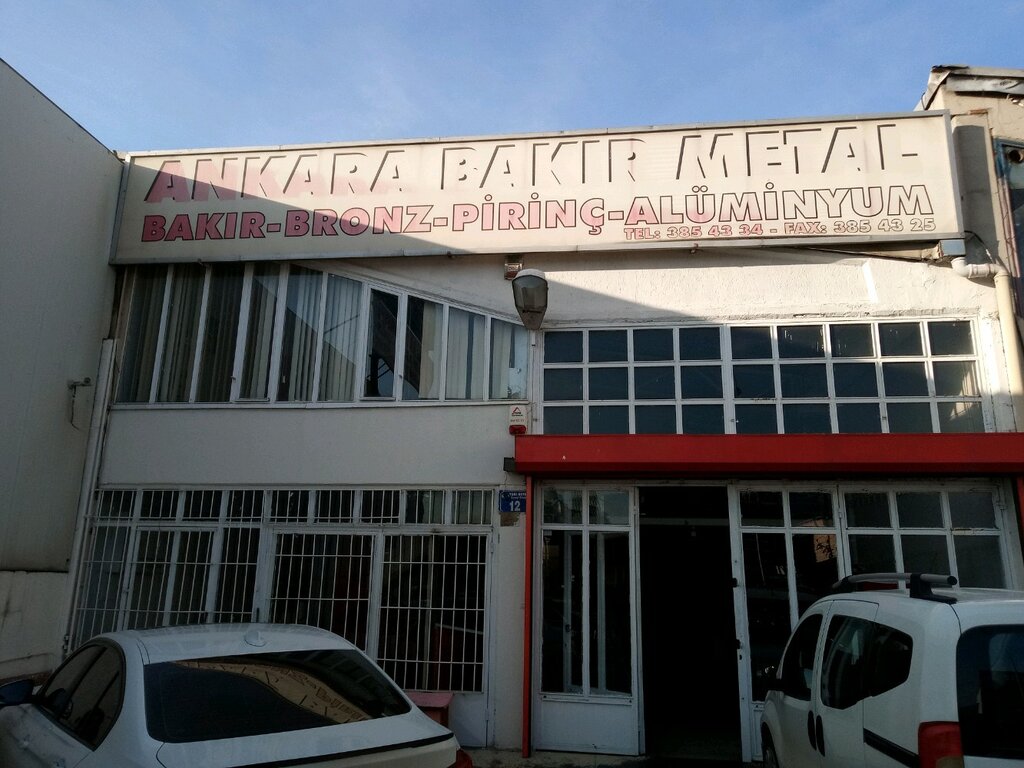 ANKARA BAKIR METAL
BAKIR-BRONZ-PİRİNÇ-ALÜMİNYUM
TEL: 385 43 34 - FAX: 385 43 25
12